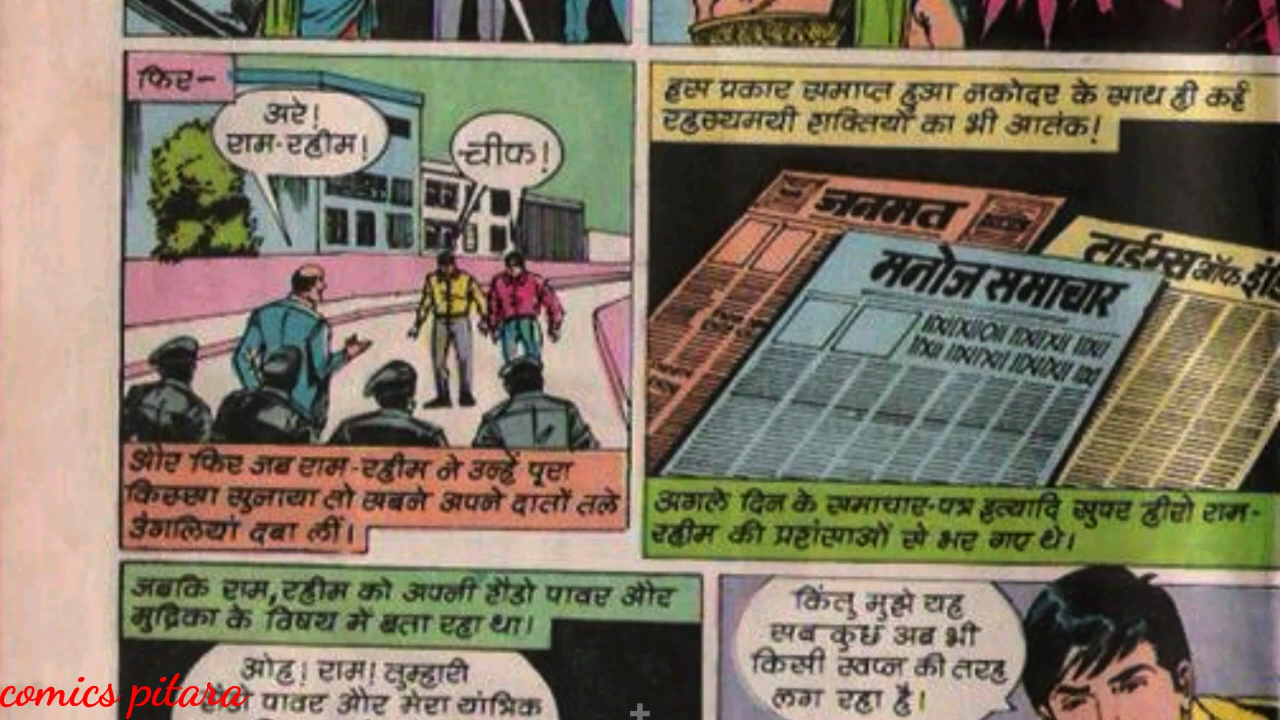 फिर-
अरे!
राम-रहीम!
चीफ!
और फिर जब राम-रहीम ने उन्हें पूरा
किस्सा सुनाया तो सबने अपने दातों तले
उंगलियां दबा लीं।
इस प्रकार समाप्त हुआ नकोदर के साथ ही कई
रहस्यमयी शक्तियों का भी आतंक!
जनमत
मनोज समाचार
टाईम्स ऑफ इंडि
अगले दिन के समाचार-पत्र इत्यादि सुपर हीरो राम-
रहीम की प्रशंसाओं से भर गए थे।
जबकि राम, रहीम को अपनी शैडो पावर और
मुद्रिका के विषय में बता रहा था।
ओह! राम! तुम्हारी
शैडो पावर और मेरा यांत्रिक
किंतु मुझे यह
सब कुछ अब भी
किसी स्वप्न की तरह
लग रहा है!
comics pitara